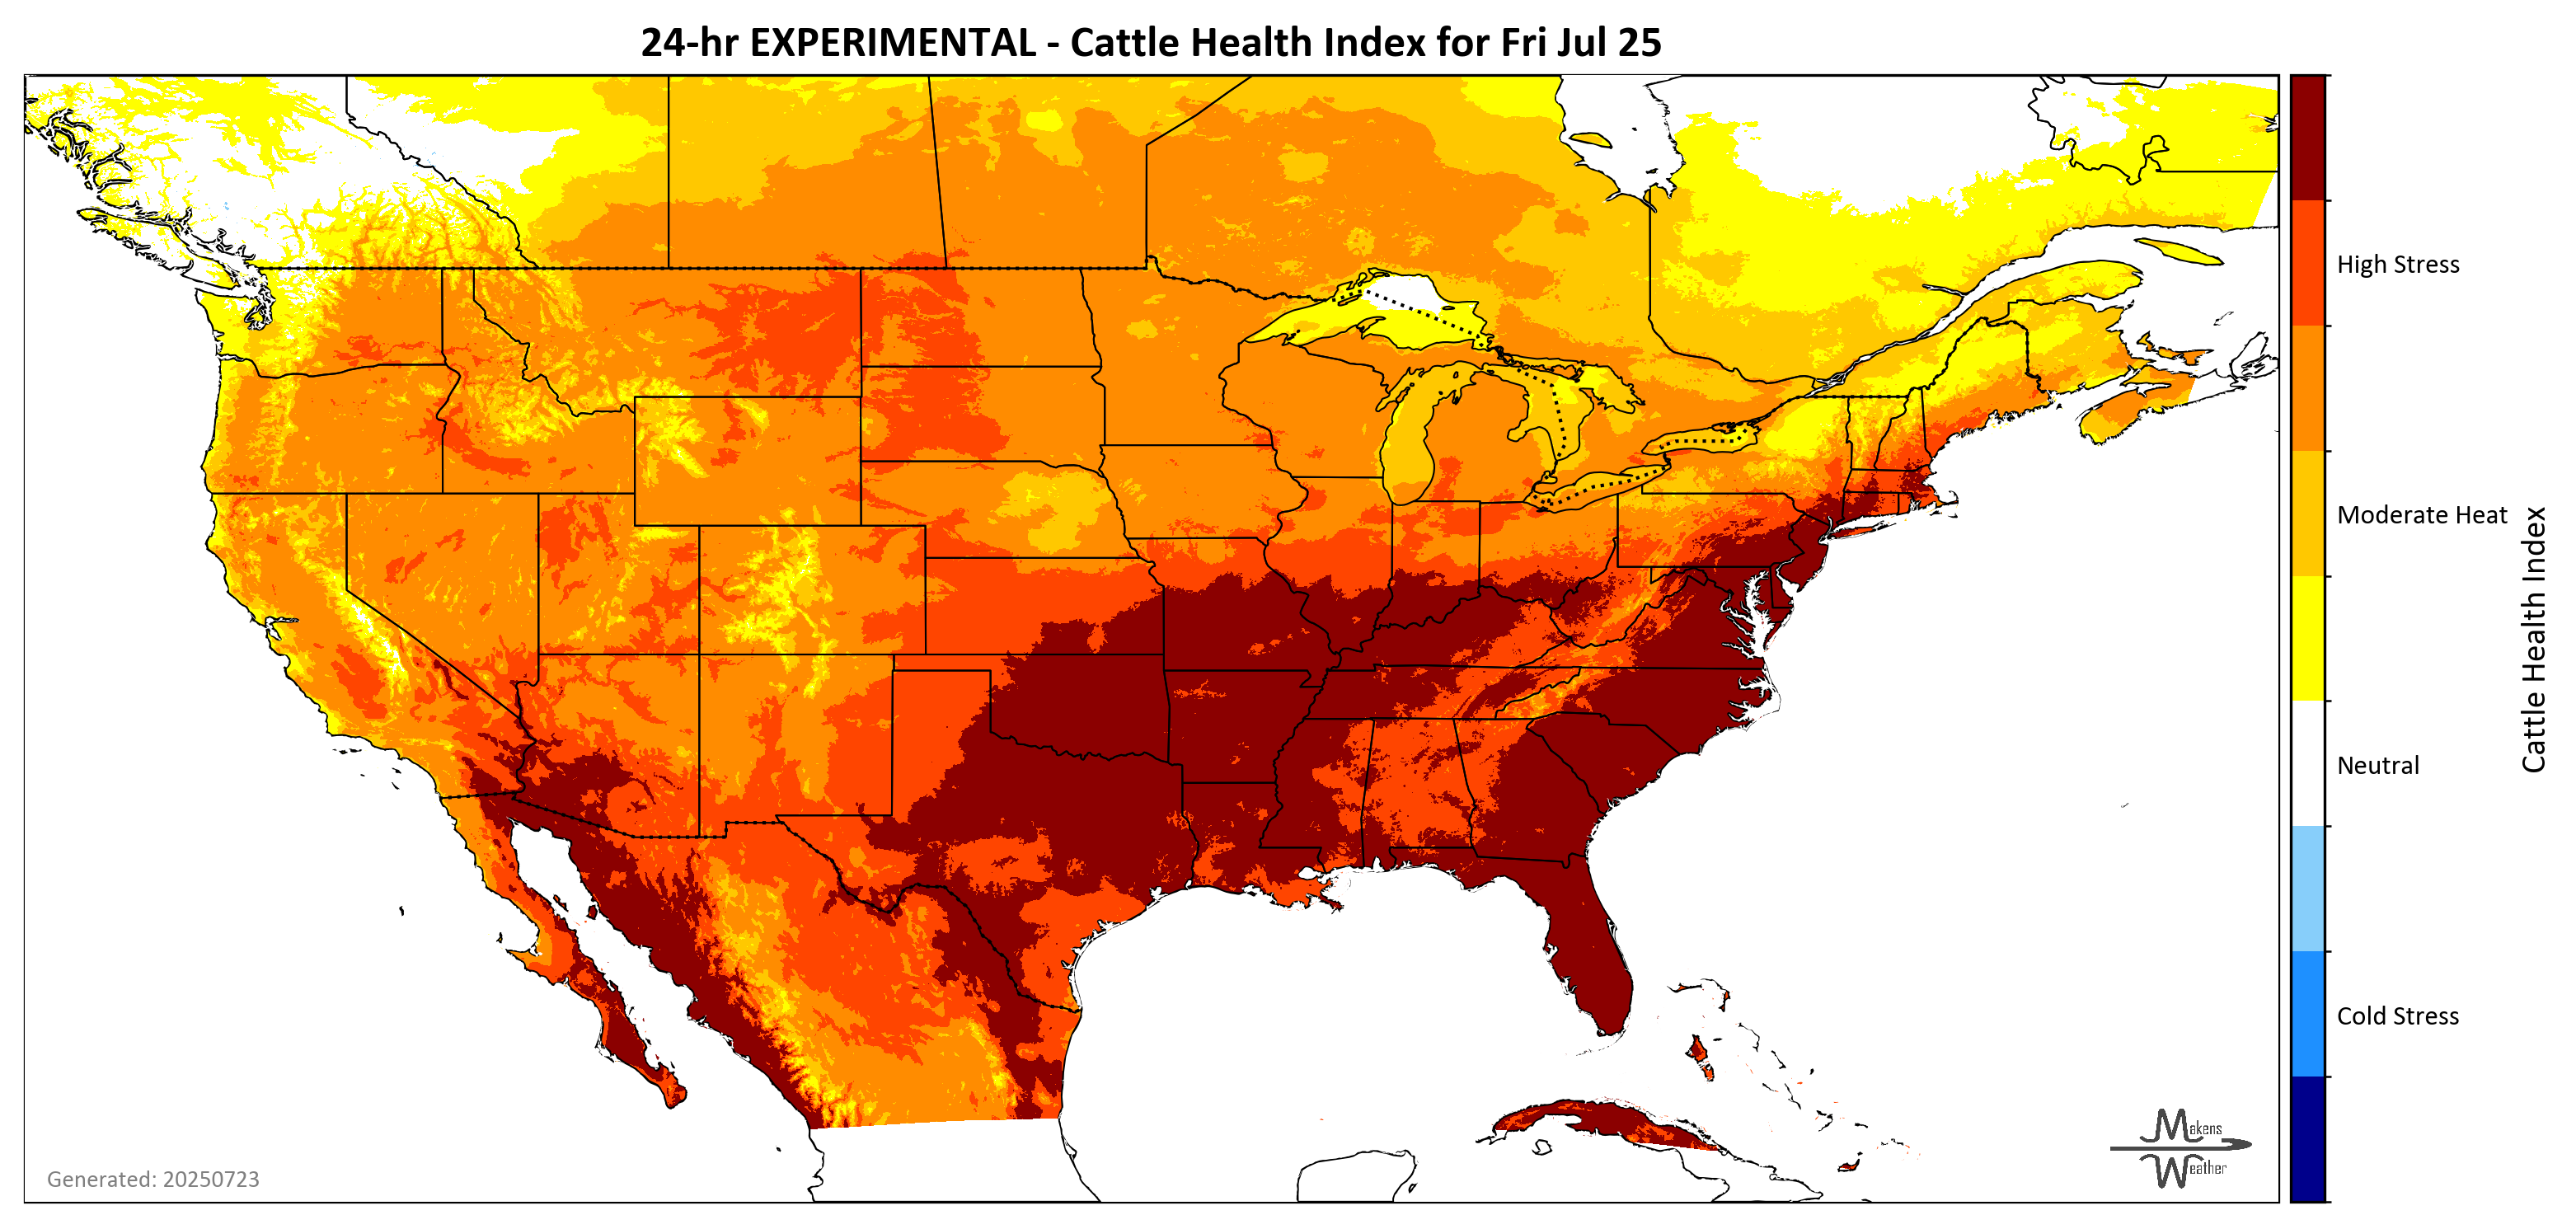 24-hr EXPERIMENTAL - Cattle Health Index for Fri Jul 25
High Stress
Moderate Heat
Neutral
Cold Stress
Cattle Health Index
Generated: 20250723
Makens
Weather